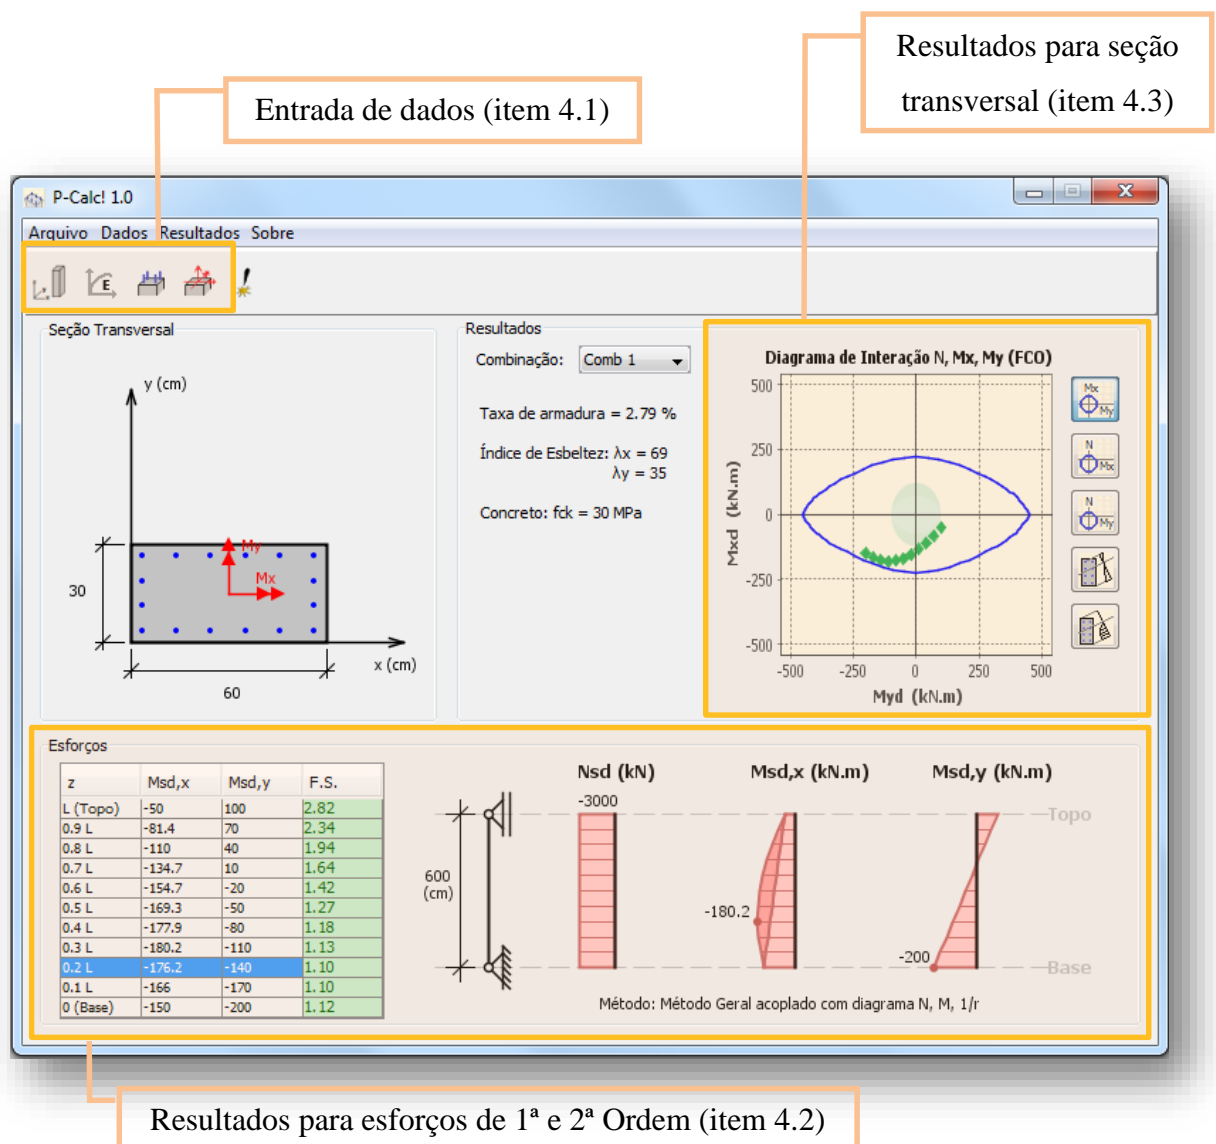 Resultados para seção
transversal (item 4.3)
Entrada de dados (item 4.1)
P-Calc! 1.0
Arquivo Dados Resultados Sobre
E
Seção Transversal
y (cm)
My
Mx
30
x (cm)
60
Resultados
Combinação: Comb 1
Taxa de armadura = 2.79 %
Índice de Esbeltez: λx = 69
λy = 35
Concreto: fck = 30 MPa
Diagrama de Interação N, Mx, My (FCO)
Mxd (kN.m)
500
250
0
-250
-500
-500 -250 0 250 500
Myd (kN.m)
Mx
My
N
Mx
N
My
Esforços
z Msd,x Msd,y F.S.
L (Topo) -50 100 2.82
0.9 L -81.4 70 2.34
0.8 L -110 40 1.94
0.7 L -134.7 10 1.64
0.6 L -154.7 -20 1.42
0.5 L -169.3 -50 1.27
0.4 L -177.9 -80 1.18
0.3 L -180.2 -110 1.13
0.2 L -176.2 -140 1.10
0.1 L -166 -170 1.10
0 (Base) -150 -200 1.12
600
(cm)
Nsd (kN) Msd,x (kN.m) Msd,y (kN.m)
-3000
Topo
-180.2
-200
Base
Método: Método Geral acoplado com diagrama N, M, 1/r
Resultados para esforços de 1ª e 2ª Ordem (item 4.2)